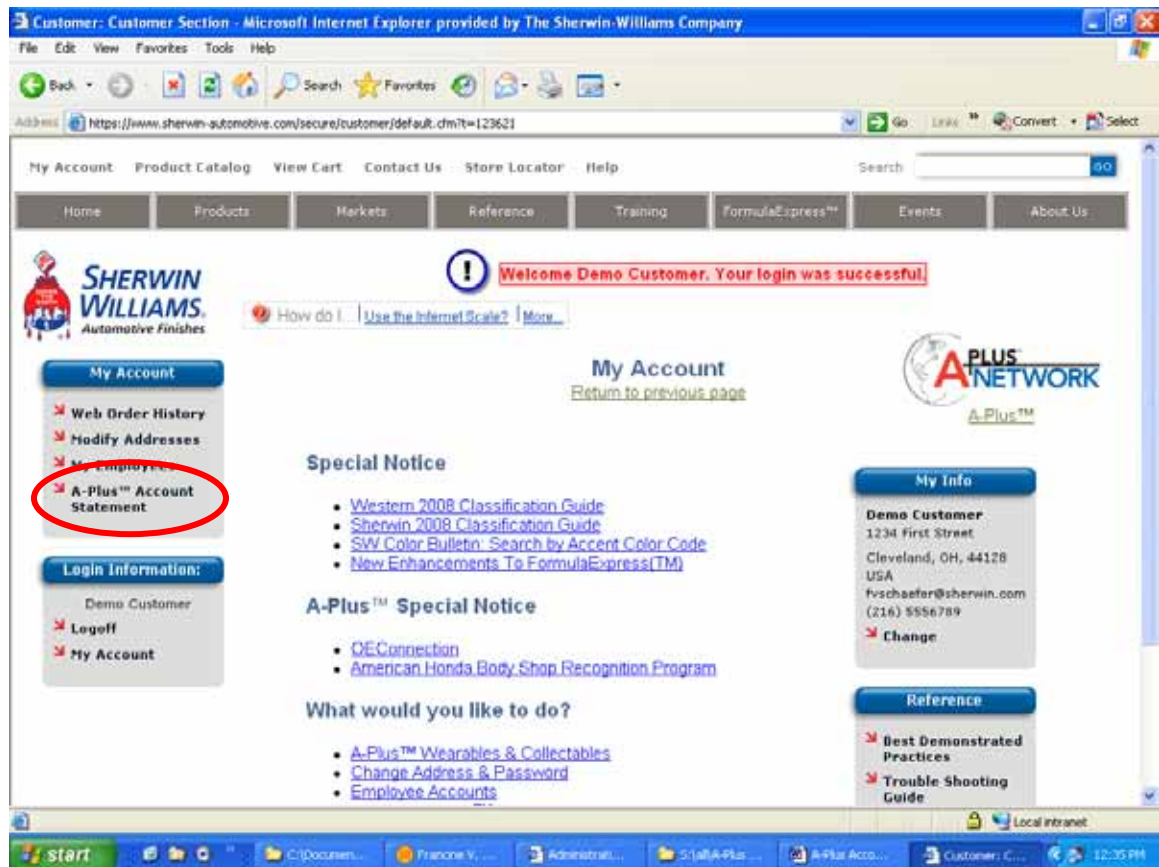 Customer: Customer Section - Microsoft Internet Explorer provided by The Sherwin-Williams Company
File Edit View Favorites Tools Help
Back Search Favorites
Address https://www.sherwin-automotive.com/secure/customer/default.cfm?t=123621 Go Links » Convert Select
My Account Product Catalog View Cart Contact Us Store Locator Help Search GO
Home Products Markets Reference Training FormulaExpress™ Events About Us
! Welcome Demo Customer. Your login was successful.
SHERWIN
WILLIAMS.
Automotive Finishes
How do I... Use the Internet Scale? More...
My Account
Web Order History
Modify Addresses
My Employees
A-Plus™ Account
Statement
Login Information:
Demo Customer
Logoff
My Account
My Account
Return to previous page
Special Notice
• Western 2008 Classification Guide
• Sherwin 2008 Classification Guide
• SW Color Bulletin: Search by Accent Color Code
• New Enhancements To FormulaExpress(TM)
A-Plus™ Special Notice
• OEConnection
• American Honda Body Shop Recognition Program
What would you like to do?
• A-Plus™ Wearables & Collectables
• Change Address & Password
• Employee Accounts
A-PLUS
NETWORK
A-Plus™
My Info
Demo Customer
1234 First Street
Cleveland, OH, 44128
USA
fvschaefer@sherwin.com
(216) 5556789
Change
Reference
Best Demonstrated
Practices
Trouble Shooting
Guide
Local intranet
start C:\Documen... Francne V, ... Administrati... S:\all\A-Plus ... A-Plus Acco... Customer: C... 12:35 PM